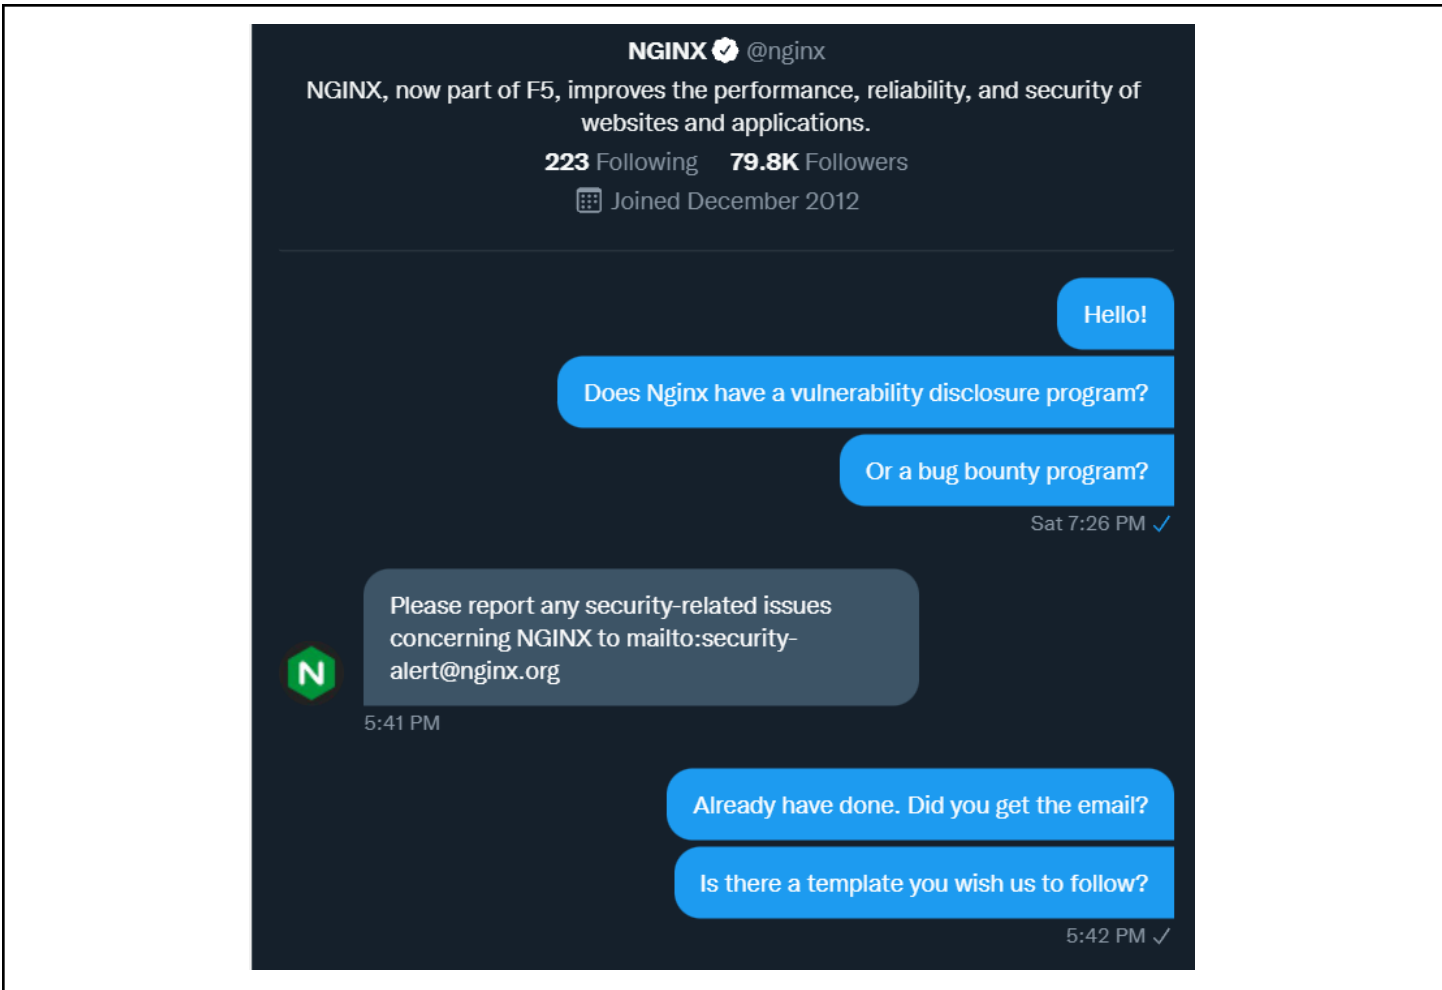 NGINX @nginx
NGINX, now part of F5, improves the performance, reliability, and security of
websites and applications.
223 Following 79.8K Followers
Joined December 2012
Hello!
Does Nginx have a vulnerability disclosure program?
Or a bug bounty program?
Sat 7:26 PM
Please report any security-related issues
concerning NGINX to mailto:security-
alert@nginx.org
N
5:41 PM
Already have done. Did you get the email?
Is there a template you wish us to follow?
5:42 PM